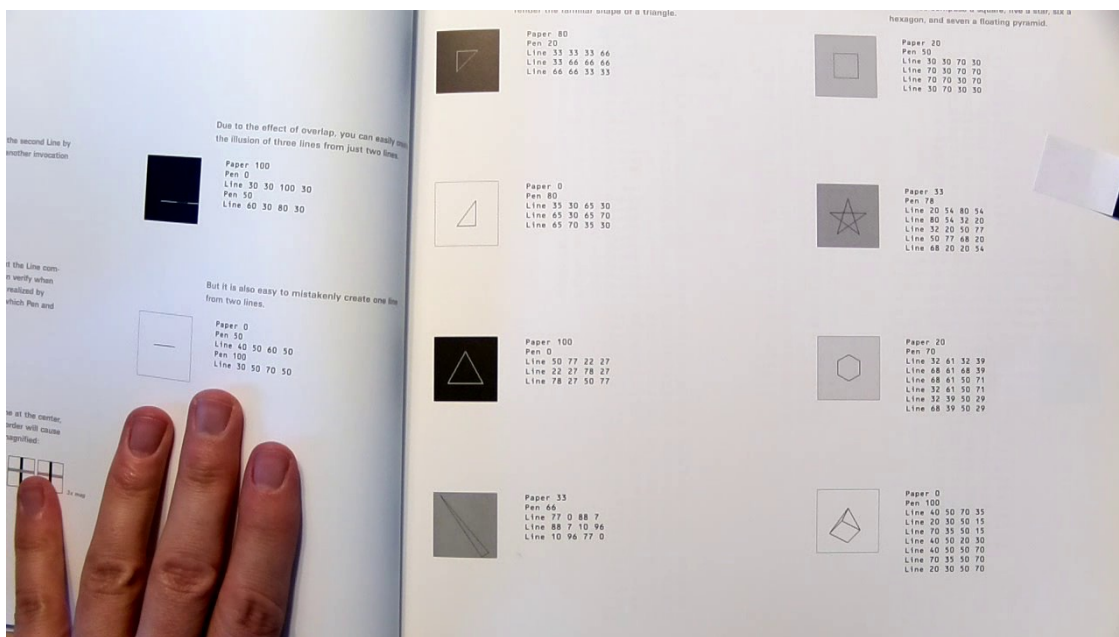 the second Line by
another invocation
t the Line com-
n verify when
realized by
which Pen and
ne at the center,
order will cause
magnified:
Due to the effect of overlap, you can easily
the illusion of three lines from just two lines.
Paper 100
Pen 0
Line 30 30 100 30
Pen 50
Line 60 30 80 30
But it is also easy to mistakenly create one line
from two lines.
Paper 0
Pen 50
Line 40 50 60 50
Pen 100
Line 30 50 70 50
render the familiar shape of a triangle.
Paper 80
Pen 20
Line 33 33 33 66
Line 33 66 66 66
Line 66 66 33 33
Paper 0
Pen 80
Line 35 30 65 30
Line 65 30 65 70
Line 65 70 35 30
Paper 100
Pen 0
Line 50 77 22 27
Line 22 27 78 27
Line 78 27 50 77
Paper 33
Pen 66
Line 77 0 88 7
Line 88 7 10 96
Line 10 96 77 0
a square, five a star, six a
hexagon, and seven a floating pyramid.
Paper 20
Pen 50
Line 30 30 70 30
Line 70 30 70 70
Line 70 70 30 70
Line 30 70 30 30
Paper 33
Pen 78
Line 20 54 80 54
Line 80 54 32 20
Line 32 20 50 77
Line 50 77 68 20
Line 68 20 20 54
Paper 20
Pen 70
Line 32 61 32 39
Line 68 61 68 39
Line 68 61 50 71
Line 32 61 50 71
Line 32 39 50 29
Line 68 39 50 29
Paper 0
Pen 100
Line 40 50 70 35
Line 20 30 50 15
Line 70 35 50 15
Line 40 50 20 30
Line 40 50 50 70
Line 70 35 50 70
Line 20 30 50 70